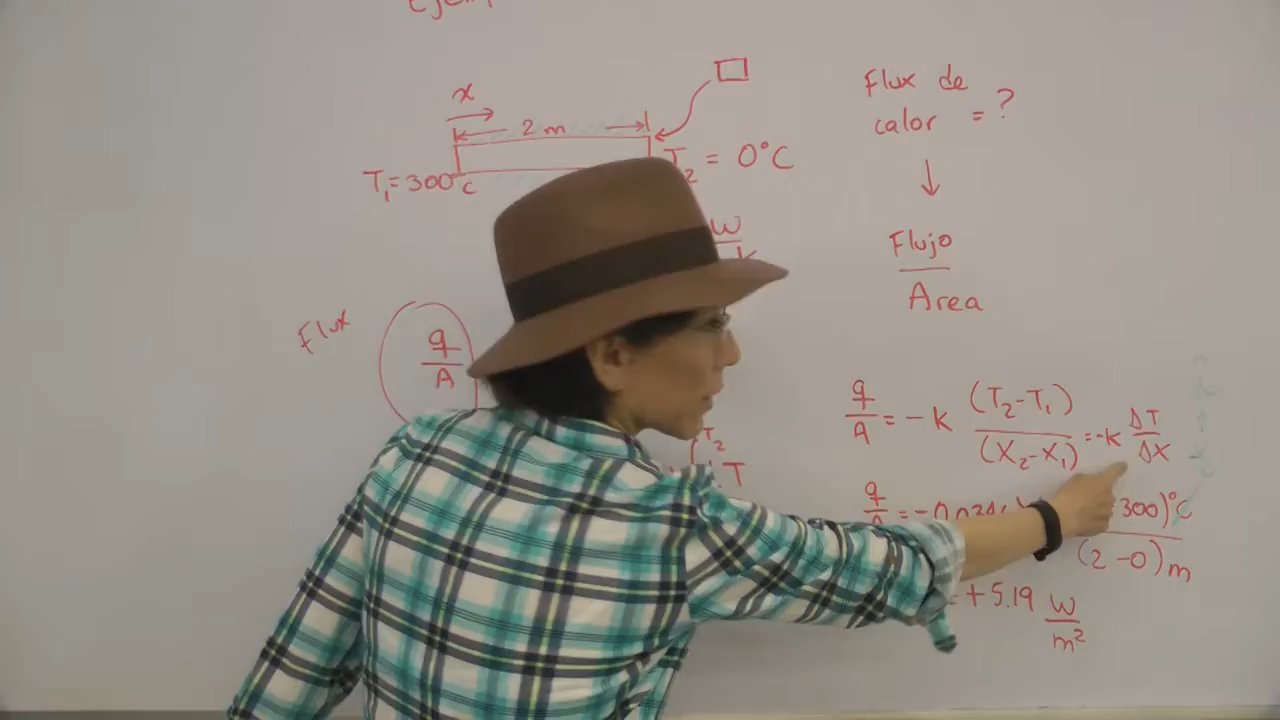 x
2 m
T₁ = 300°C
T₂ = 0°C
W
k
Flux
q/A
T₂
T
Flux de
calor = ?
↓
Flujo
Area
q/A = -k (T₂-T₁)/(X₂-X₁) = -k ΔT/ΔX
q/A = -0.0346 300)°C/(2-0)m
= +5.19 W/m²